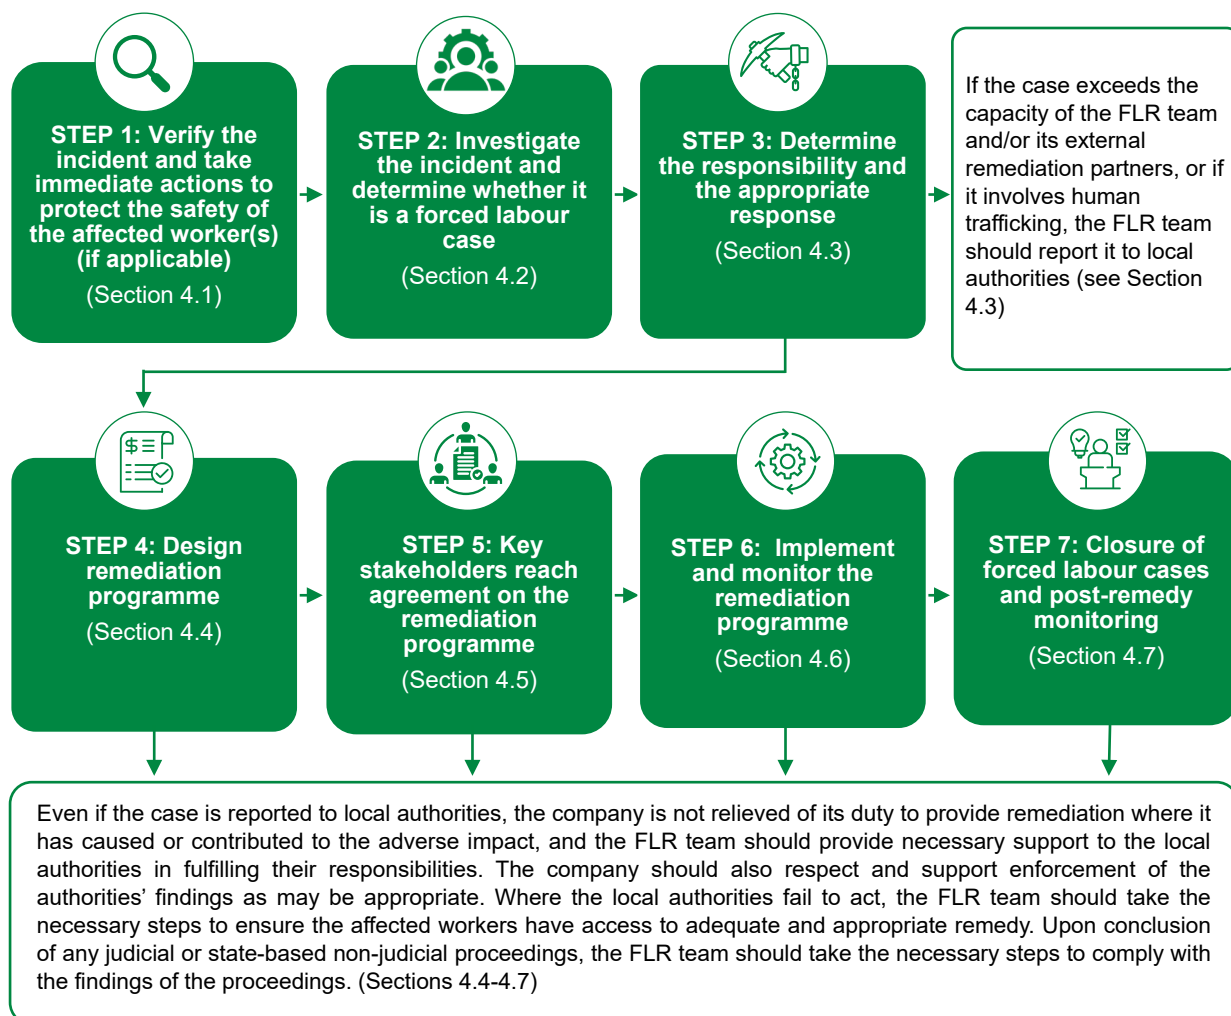 STEP 1: Verify the
incident and take
immediate actions to
protect the safety of
the affected worker(s)
(if applicable)
(Section 4.1)
STEP 2: Investigate
the incident and
determine whether it
is a forced labour
case
(Section 4.2)
STEP 3: Determine
the responsibility and
the appropriate
response
(Section 4.3)
If the case exceeds the
capacity of the FLR team
and/or its external
remediation partners, or if
it involves human
trafficking, the FLR team
should report it to local
authorities (see Section
4.3)
STEP 4: Design
remediation
programme
(Section 4.4)
STEP 5: Key
stakeholders reach
agreement on the
remediation
programme
(Section 4.5)
STEP 6: Implement
and monitor the
remediation
programme
(Section 4.6)
STEP 7: Closure of
forced labour cases
and post-remedy
monitoring
(Section 4.7)
Even if the case is reported to local authorities, the company is not relieved of its duty to provide remediation where it
has caused or contributed to the adverse impact, and the FLR team should provide necessary support to the local
authorities in fulfilling their responsibilities. The company should also respect and support enforcement of the
authorities’ findings as may be appropriate. Where the local authorities fail to act, the FLR team should take the
necessary steps to ensure the affected workers have access to adequate and appropriate remedy. Upon conclusion
of any judicial or state-based non-judicial proceedings, the FLR team should take the necessary steps to comply with
the findings of the proceedings. (Sections 4.4-4.7)